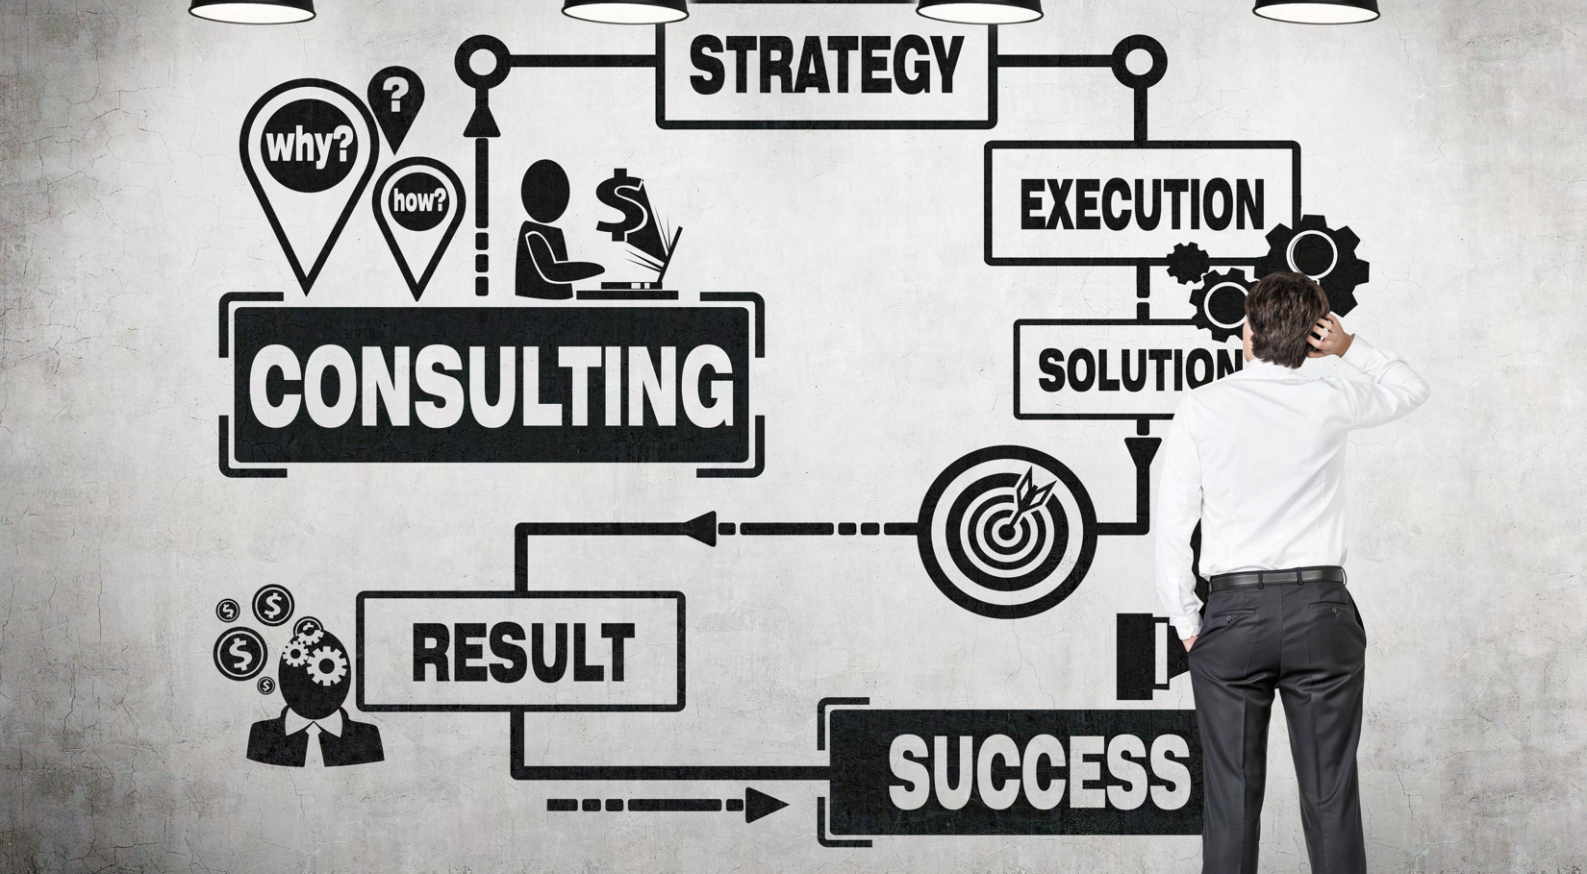 STRATEGY
?
why?
how?
$
EXECUTION
CONSULTING
SOLUTION
$
$
$
$
RESULT
SUCCESS